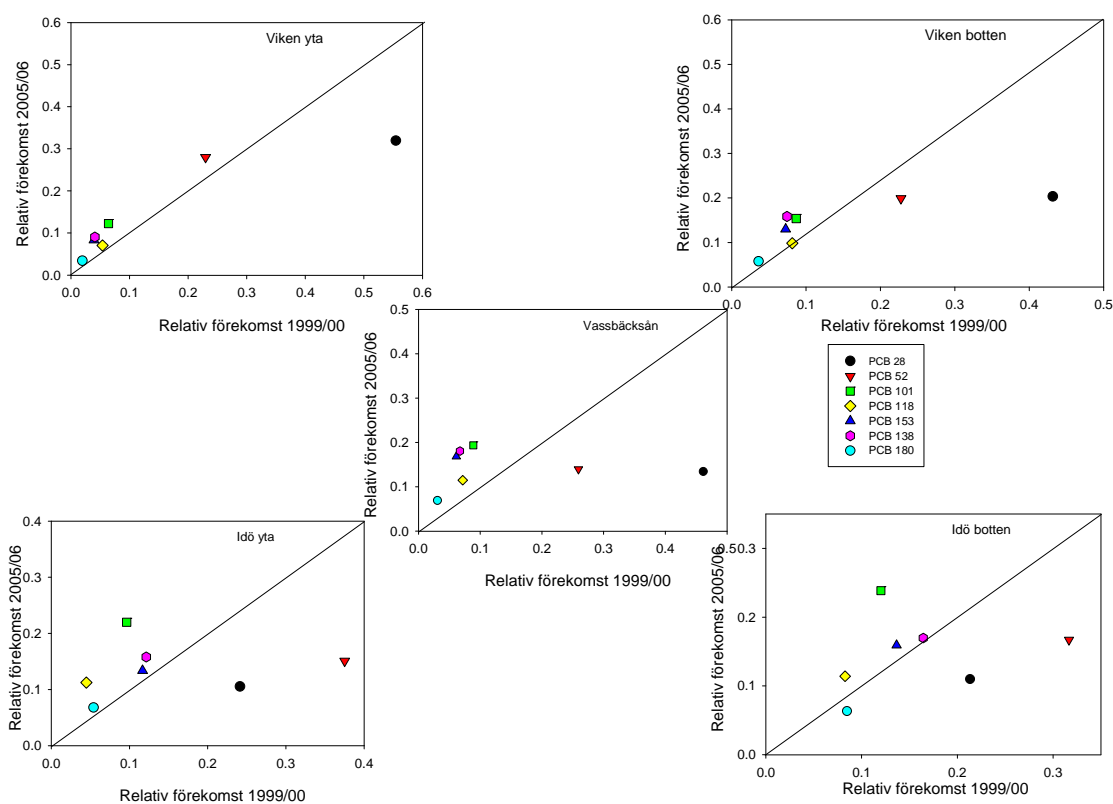 Viken yta
Relativ förekomst 2005/06
0.6
0.5
0.4
0.3
0.2
0.1
0.0
0.0 0.1 0.2 0.3 0.4 0.5 0.6
Relativ förekomst 1999/00
Viken botten
Relativ förekomst 2005/06
0.6
0.5
0.4
0.3
0.2
0.1
0.0
0.0 0.1 0.2 0.3 0.4 0.5
Relativ förekomst 1999/00
Vassbäcksån
Relativ förekomst 2005/06
0.5
0.4
0.3
0.2
0.1
0.0
0.0 0.1 0.2 0.3 0.4 0.5
Relativ förekomst 1999/00
PCB 28
PCB 52
PCB 101
PCB 118
PCB 153
PCB 138
PCB 180
Idö yta
Relativ förekomst 2005/06
0.4
0.3
0.2
0.1
0.0
0.0 0.1 0.2 0.3 0.4
Relativ förekomst 1999/00
Idö botten
Relativ förekomst 2005/06
0.3
0.2
0.1
0.0
0.0 0.1 0.2 0.3
Relativ förekomst 1999/00